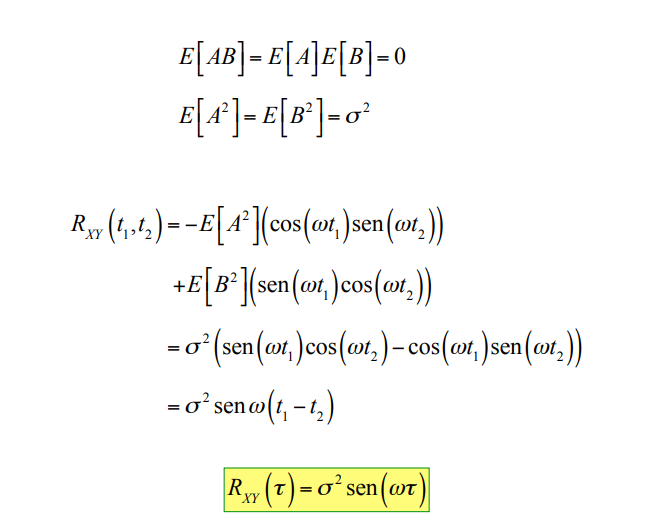 E[AB] = E[A]E[B] = 0
E[A²] = E[B²] = σ²
R_XY(t₁,t₂) = −E[A²](cos(ωt₁)sen(ωt₂))
+E[B²](sen(ωt₁)cos(ωt₂))
= σ²(sen(ωt₁)cos(ωt₂) − cos(ωt₁)sen(ωt₂))
= σ² sen ω(t₁ − t₂)
R_XY(τ) = σ² sen(ωτ)